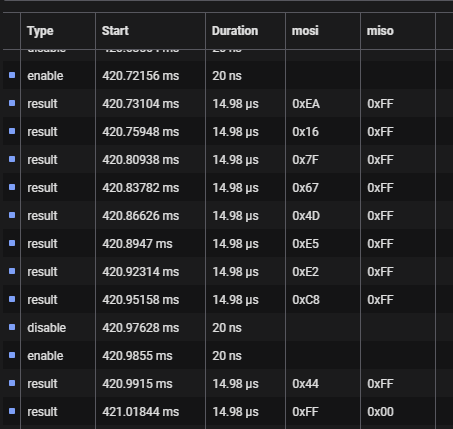 Type Start Duration mosi miso
enable 420.72156 ms 20 ns
result 420.73104 ms 14.98 µs 0xEA 0xFF
result 420.75948 ms 14.98 µs 0x16 0xFF
result 420.80938 ms 14.98 µs 0x7F 0xFF
result 420.83782 ms 14.98 µs 0x67 0xFF
result 420.86626 ms 14.98 µs 0x4D 0xFF
result 420.8947 ms 14.98 µs 0xE5 0xFF
result 420.92314 ms 14.98 µs 0xE2 0xFF
result 420.95158 ms 14.98 µs 0xC8 0xFF
disable 420.97628 ms 20 ns
enable 420.9855 ms 20 ns
result 420.9915 ms 14.98 µs 0x44 0xFF
result 421.01844 ms 14.98 µs 0xFF 0x00